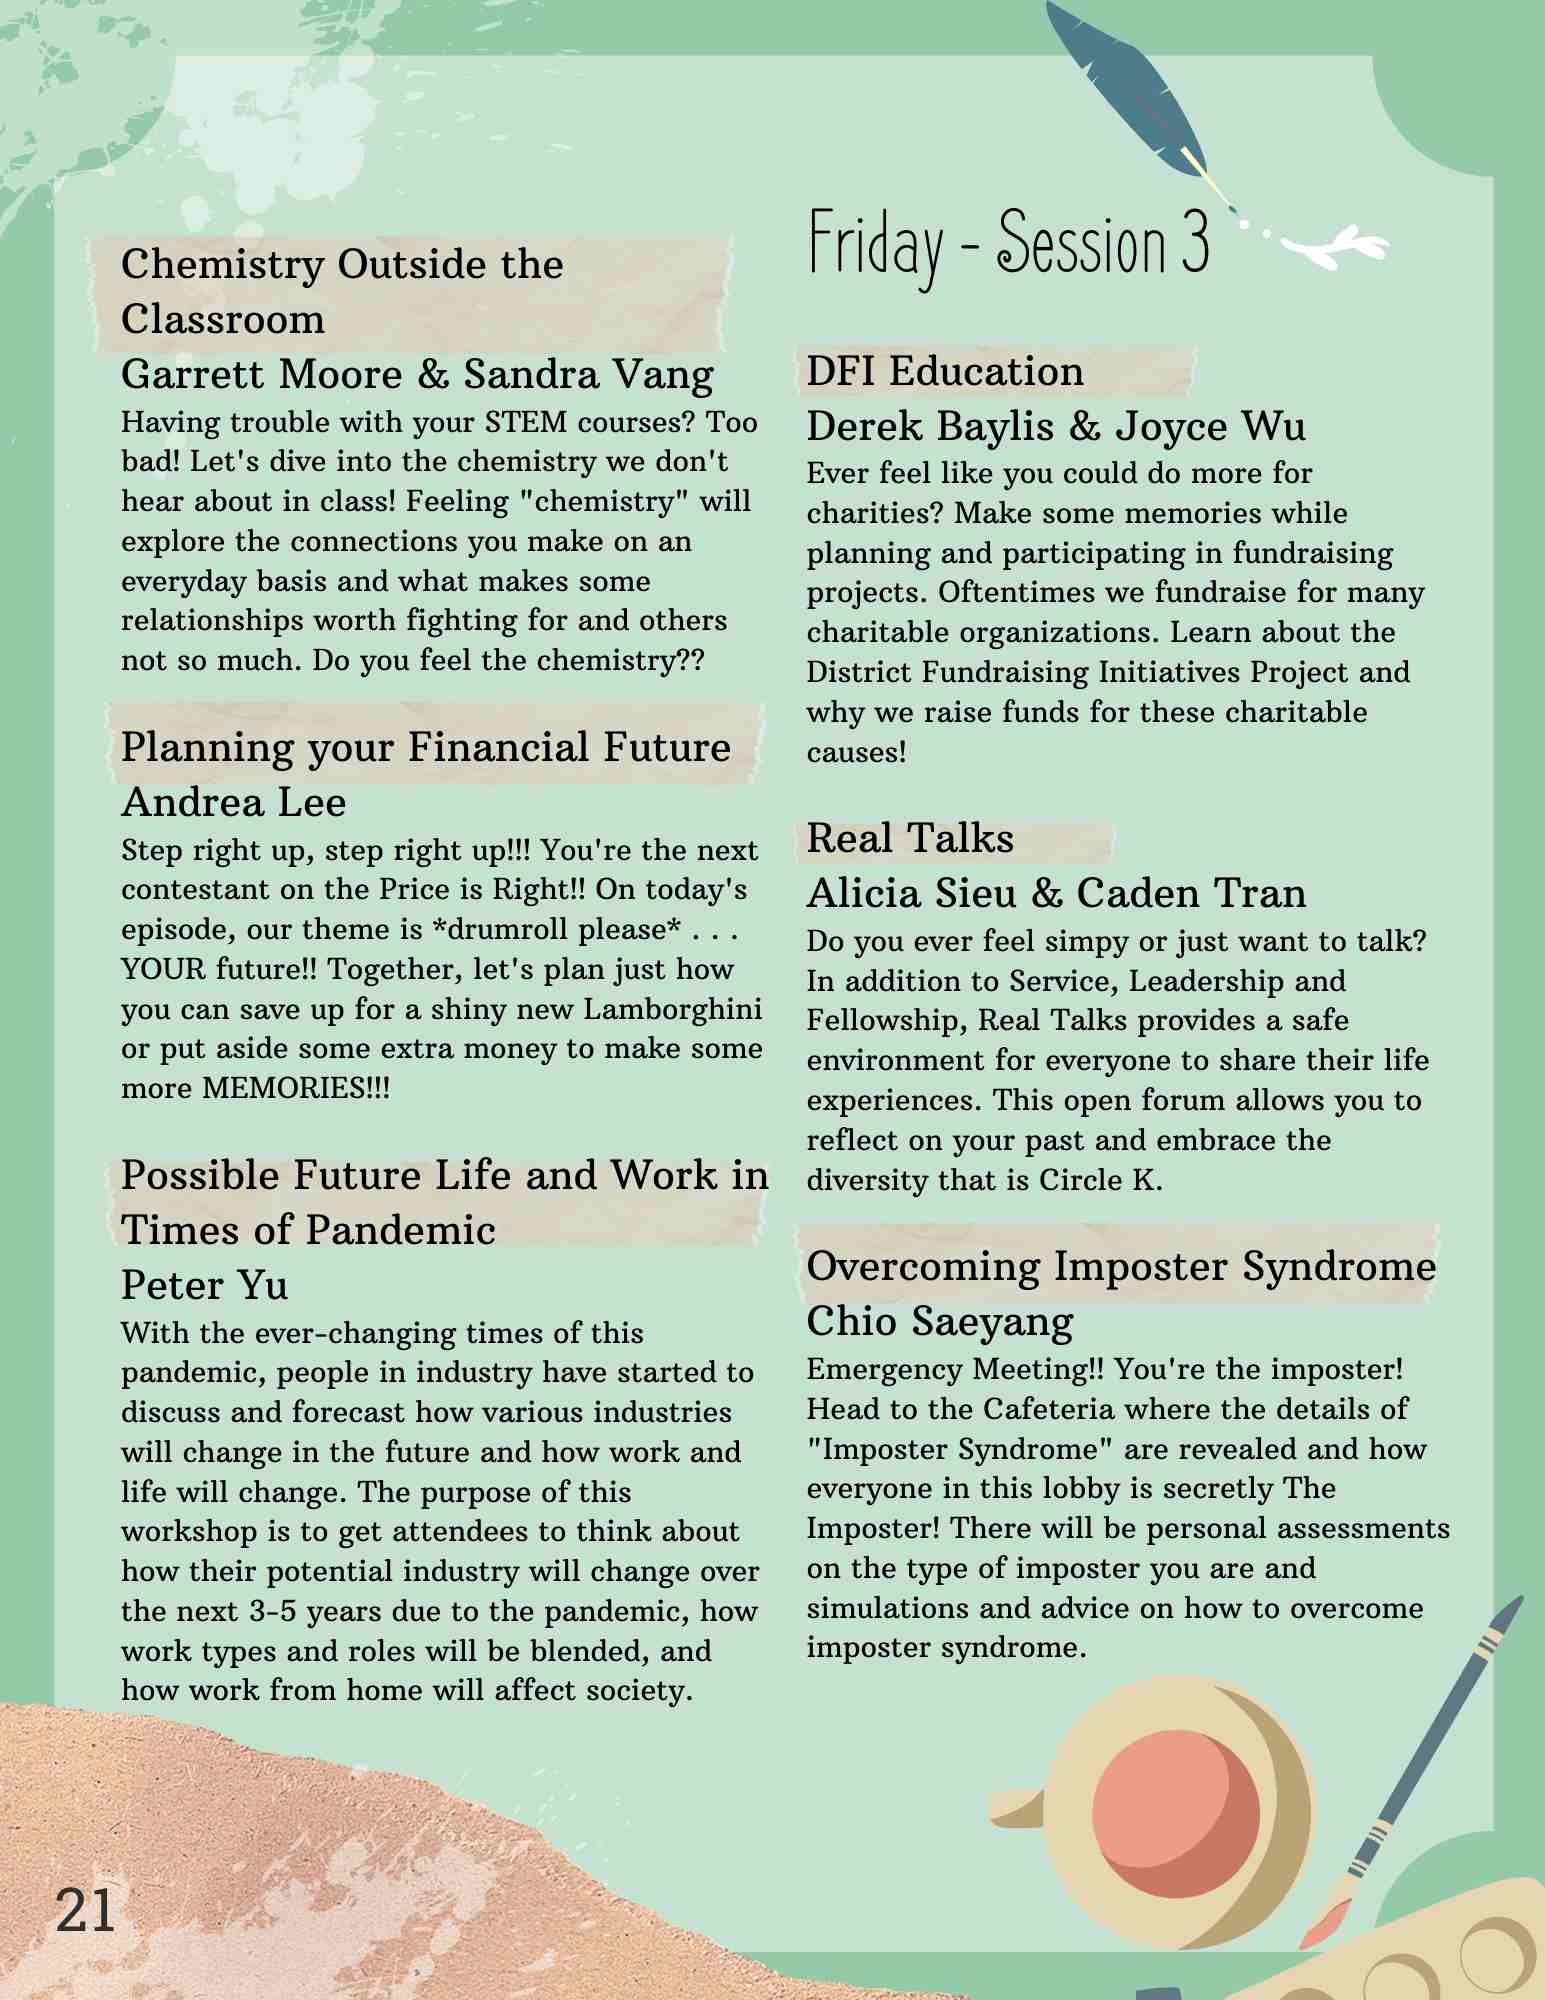 Chemistry Outside the
Classroom
Garrett Moore & Sandra Vang
Having trouble with your STEM courses? Too
bad! Let's dive into the chemistry we don't
hear about in class! Feeling "chemistry" will
explore the connections you make on an
everyday basis and what makes some
relationships worth fighting for and others
not so much. Do you feel the chemistry??
Planning your Financial Future
Andrea Lee
Step right up, step right up!!! You're the next
contestant on the Price is Right!! On today's
episode, our theme is *drumroll please* . . .
YOUR future!! Together, let's plan just how
you can save up for a shiny new Lamborghini
or put aside some extra money to make some
more MEMORIES!!!
Possible Future Life and Work in
Times of Pandemic
Peter Yu
With the ever-changing times of this
pandemic, people in industry have started to
discuss and forecast how various industries
will change in the future and how work and
life will change. The purpose of this
workshop is to get attendees to think about
how their potential industry will change over
the next 3-5 years due to the pandemic, how
work types and roles will be blended, and
how work from home will affect society.
Friday - Session 3
DFI Education
Derek Baylis & Joyce Wu
Ever feel like you could do more for
charities? Make some memories while
planning and participating in fundraising
projects. Oftentimes we fundraise for many
charitable organizations. Learn about the
District Fundraising Initiatives Project and
why we raise funds for these charitable
causes!
Real Talks
Alicia Sieu & Caden Tran
Do you ever feel simpy or just want to talk?
In addition to Service, Leadership and
Fellowship, Real Talks provides a safe
environment for everyone to share their life
experiences. This open forum allows you to
reflect on your past and embrace the
diversity that is Circle K.
Overcoming Imposter Syndrome
Chio Saeyang
Emergency Meeting!! You're the imposter!
Head to the Cafeteria where the details of
"Imposter Syndrome" are revealed and how
everyone in this lobby is secretly The
Imposter! There will be personal assessments
on the type of imposter you are and
simulations and advice on how to overcome
imposter syndrome.
21